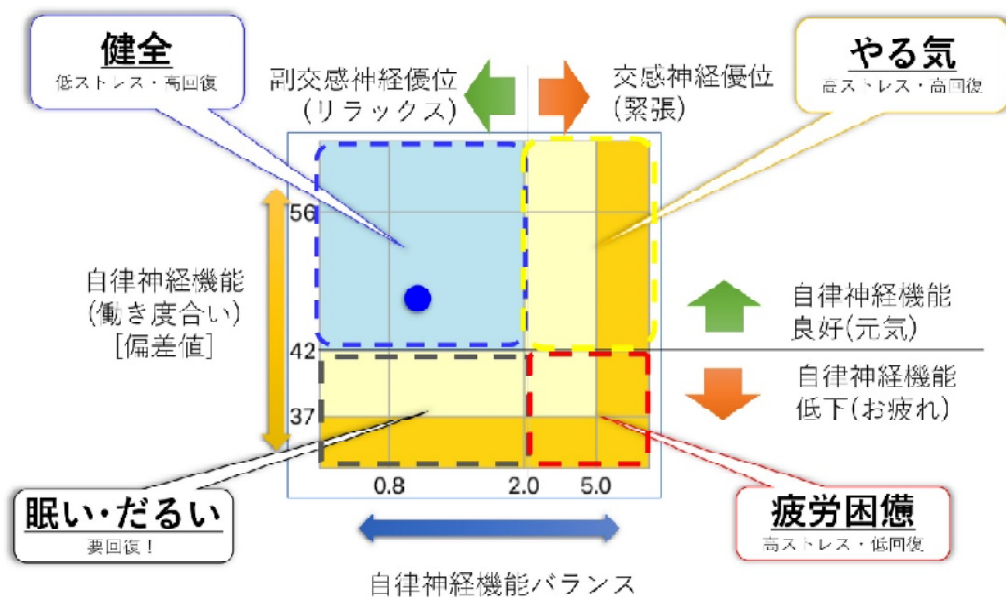 健全
低ストレス・高回復
副交感神経優位
(リラックス)
交感神経優位
(緊張)
やる気
高ストレス・高回復
56
42
37
自律神経機能
(働き度合い)
[偏差値]
自律神経機能
良好(元気)
自律神経機能
低下(お疲れ)
0.8
2.0
5.0
眠い・だるい
要回復！
疲労困憊
高ストレス・低回復
自律神経機能バランス